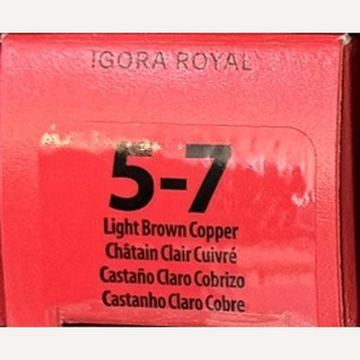 IGORA ROYAL
5-7
Light Brown Copper
Châtain Clair Cuivré
Castaño Claro Cobrizo
Castanho Claro Cobre